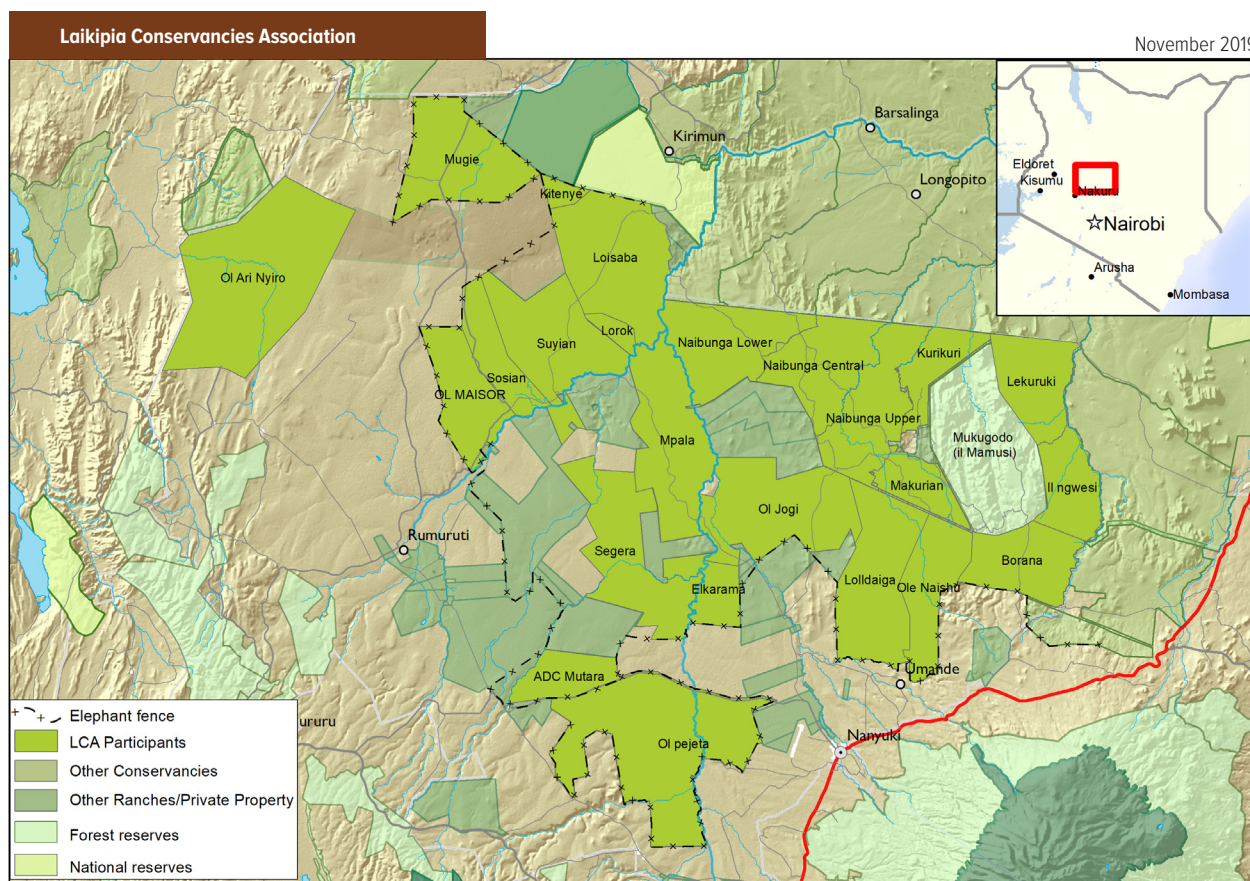 Laikipia Conservancies Association
November 2019
Barsalinga
Kirimun
Mugie
Longopito
Kitenye
Eldoret
Kisumu
Nakuru
Nairobi
Arusha
Mombasa
Loisaba
Ol Ari Nyiro
Lorok
Suyian
Naibunga Lower
Kurikuri
Naibunga Central
Sosian
Lekuruki
OL MAISOR
Naibunga Upper
Mpala
Mukugodo
(il Mamusi)
Makurian
Il ngwesi
Ol Jogi
Rumuruti
Segera
Borana
Lolldaiga
Elkarama
Ole Naishu
ADC Mutara
Umande
Nanyuki
Ol pejeta
ururu
Elephant fence
LCA Participants
Other Conservancies
Other Ranches/Private Property
Forest reserves
National reserves